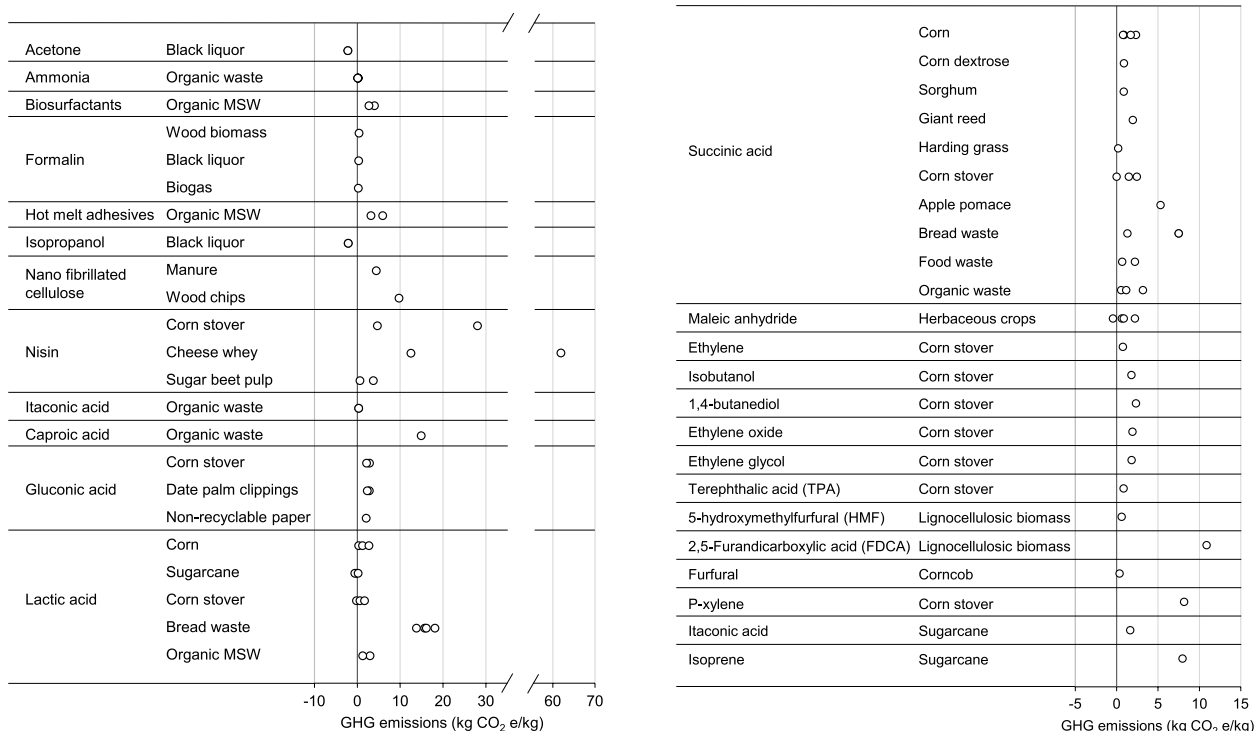 Acetone Black liquor
Ammonia Organic waste
Biosurfactants Organic MSW
Wood biomass
Formalin Black liquor
Biogas
Hot melt adhesives Organic MSW
Isopropanol Black liquor
Nano fibrillated cellulose Manure
Wood chips
Corn stover
Nisin Cheese whey
Sugar beet pulp
Itaconic acid Organic waste
Caproic acid Organic waste
Corn stover
Gluconic acid Date palm clippings
Non-recyclable paper
Corn
Sugarcane
Lactic acid Corn stover
Bread waste
Organic MSW
-10 0 10 20 30 60 70
GHG emissions (kg CO2 e/kg)
Corn
Corn dextrose
Sorghum
Giant reed
Succinic acid Harding grass
Corn stover
Apple pomace
Bread waste
Food waste
Organic waste
Maleic anhydride Herbaceous crops
Ethylene Corn stover
Isobutanol Corn stover
1,4-butanediol Corn stover
Ethylene oxide Corn stover
Ethylene glycol Corn stover
Terephthalic acid (TPA) Corn stover
5-hydroxymethylfurfural (HMF) Lignocellulosic biomass
2,5-Furandicarboxylic acid (FDCA) Lignocellulosic biomass
Furfural Corncob
P-xylene Corn stover
Itaconic acid Sugarcane
Isoprene Sugarcane
-5 0 5 10 15
GHG emissions (kg CO2 e/kg)